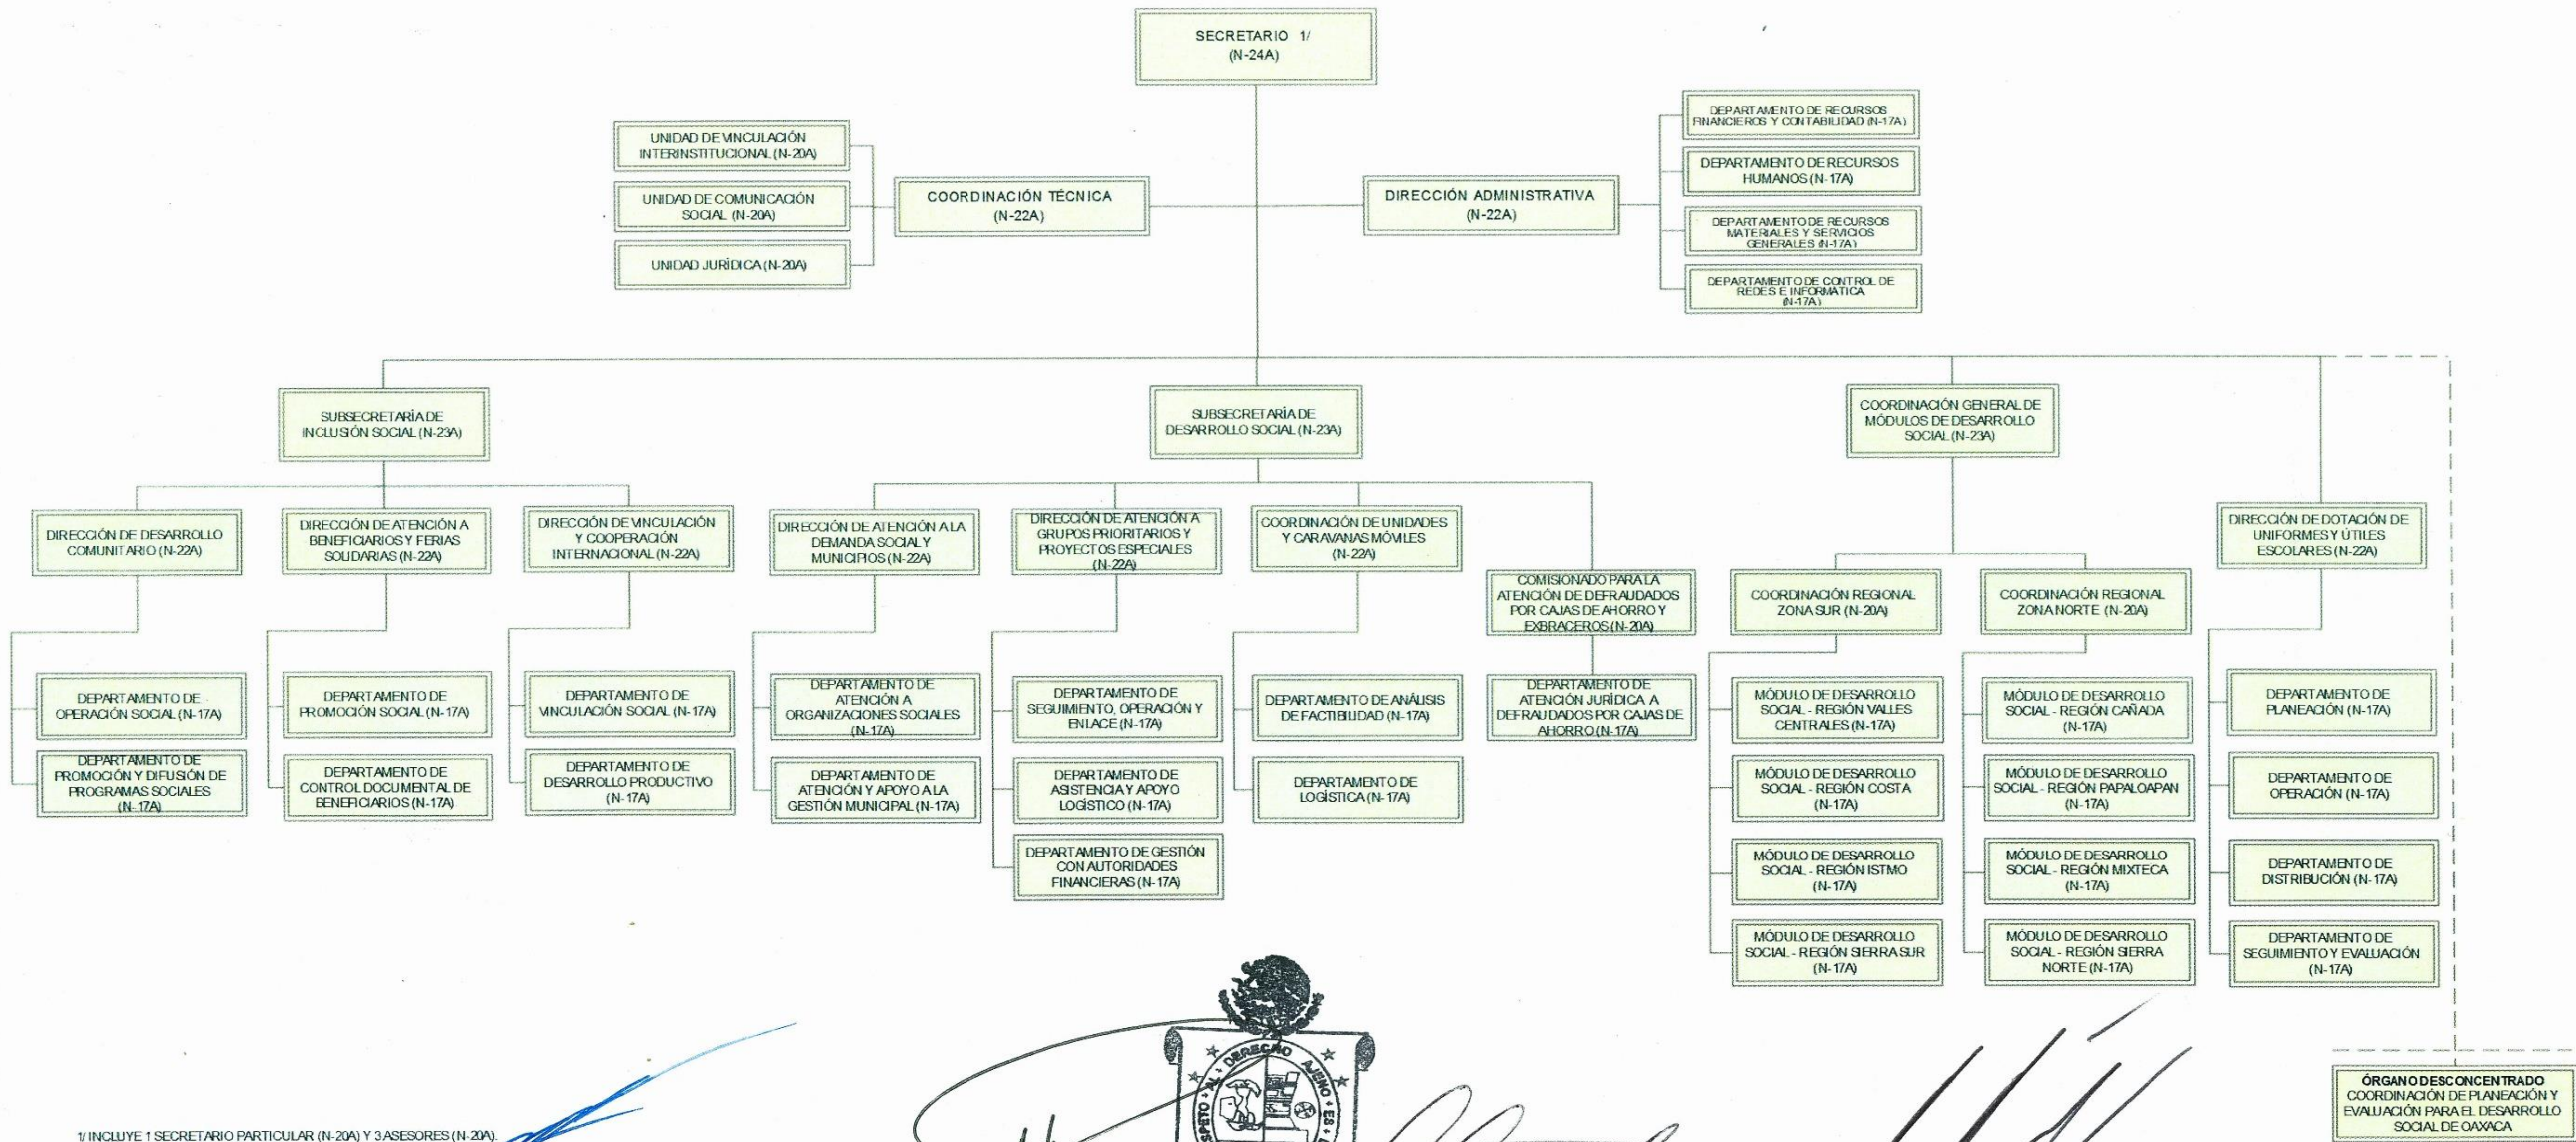 SECRETARIO 1/
(N-24A)
UNIDAD DE VINCULACIÓN
INTERINSTITUCIONAL (N-20A)
UNIDAD DE COMUNICACIÓN
SOCIAL (N-20A)
UNIDAD JURÍDICA (N-20A)
COORDINACIÓN TÉCNICA
(N-22A)
DIRECCIÓN ADMINISTRATIVA
(N-22A)
DEPARTAMENTO DE RECURSOS
FINANCIEROS Y CONTABILIDAD (N-17A)
DEPARTAMENTO DE RECURSOS
HUMANOS (N-17A)
DEPARTAMENTO DE RECURSOS
MATERIALES Y SERVICIOS
GENERALES (N-17A)
DEPARTAMENTO DE CONTROL DE
REDES E INFORMÁTICA
(N-17A)
SUBSECRETARÍA DE
INCLUSIÓN SOCIAL (N-23A)
SUBSECRETARÍA DE
DESARROLLO SOCIAL (N-23A)
COORDINACIÓN GENERAL DE
MÓDULOS DE DESARROLLO
SOCIAL (N-23A)
DIRECCIÓN DE DESARROLLO
COMUNITARIO (N-22A)
DIRECCIÓN DE ATENCIÓN A
BENEFICIARIOS Y FERIAS
SOLIDARIAS (N-22A)
DIRECCIÓN DE VINCULACIÓN
Y COOPERACIÓN
INTERNACIONAL (N-22A)
DIRECCIÓN DE ATENCIÓN A LA
DEMANDA SOCIAL Y
MUNICIPIOS (N-22A)
DIRECCIÓN DE ATENCIÓN A
GRUPOS PRIORITARIOS Y
PROYECTOS ESPECIALES
(N-22A)
COORDINACIÓN DE UNIDADES
Y CARAVANAS MÓVILES
(N-22A)
COMISIONADO PARA LA
ATENCIÓN DE DEFRAUDADOS
POR CAJAS DE AHORRO Y
EXBRACEROS (N-20A)
COORDINACIÓN REGIONAL
ZONA SUR (N-20A)
COORDINACIÓN REGIONAL
ZONA NORTE (N-20A)
DIRECCIÓN DE DOTACIÓN DE
UNIFORMES Y ÚTILES
ESCOLARES (N-22A)
DEPARTAMENTO DE
OPERACIÓN SOCIAL (N-17A)
DEPARTAMENTO DE
PROMOCIÓN Y DIFUSIÓN DE
PROGRAMAS SOCIALES
(N-17A)
DEPARTAMENTO DE
PROMOCIÓN SOCIAL (N-17A)
DEPARTAMENTO DE
CONTROL DOCUMENTAL DE
BENEFICIARIOS (N-17A)
DEPARTAMENTO DE
VINCULACIÓN SOCIAL (N-17A)
DEPARTAMENTO DE
DESARROLLO PRODUCTIVO
(N-17A)
DEPARTAMENTO DE
ATENCIÓN A
ORGANIZACIONES SOCIALES
(N-17A)
DEPARTAMENTO DE
ATENCIÓN Y APOYO A LA
GESTIÓN MUNICIPAL (N-17A)
DEPARTAMENTO DE
SEGUIMIENTO, OPERACIÓN Y
ENLACE (N-17A)
DEPARTAMENTO DE
ASISTENCIA Y APOYO
LOGÍSTICO (N-17A)
DEPARTAMENTO DE GESTIÓN
CON AUTORIDADES
FINANCIERAS (N-17A)
DEPARTAMENTO DE ANÁLISIS
DE FACTIBILIDAD (N-17A)
DEPARTAMENTO DE
LOGÍSTICA (N-17A)
DEPARTAMENTO DE
ATENCIÓN JURÍDICA A
DEFRAUDADOS POR CAJAS DE
AHORRO (N-17A)
MÓDULO DE DESARROLLO
SOCIAL - REGIÓN VALLES
CENTRALES (N-17A)
MÓDULO DE DESARROLLO
SOCIAL - REGIÓN COSTA
(N-17A)
MÓDULO DE DESARROLLO
SOCIAL - REGIÓN ISTMO
(N-17A)
MÓDULO DE DESARROLLO
SOCIAL - REGIÓN SIERRA SUR
(N-17A)
MÓDULO DE DESARROLLO
SOCIAL - REGIÓN CAÑADA
(N-17A)
MÓDULO DE DESARROLLO
SOCIAL - REGIÓN PAPALOAPAN
(N-17A)
MÓDULO DE DESARROLLO
SOCIAL - REGIÓN MIXTECA
(N-17A)
MÓDULO DE DESARROLLO
SOCIAL - REGIÓN SIERRA
NORTE (N-17A)
DEPARTAMENTO DE
PLANEACIÓN (N-17A)
DEPARTAMENTO DE
OPERACIÓN (N-17A)
DEPARTAMENTO DE
DISTRIBUCIÓN (N-17A)
DEPARTAMENTO DE
SEGUIMIENTO Y EVALUACIÓN
(N-17A)
ÓRGANO DESCONCENTRADO
COORDINACIÓN DE PLANEACIÓN Y
EVALUACIÓN PARA EL DESARROLLO
SOCIAL DE OAXACA
AL DERECHO AJENO ES
1/ INCLUYE 1 SECRETARIO PARTICULAR (N-20A) Y 3 ASESORES (N-20A).